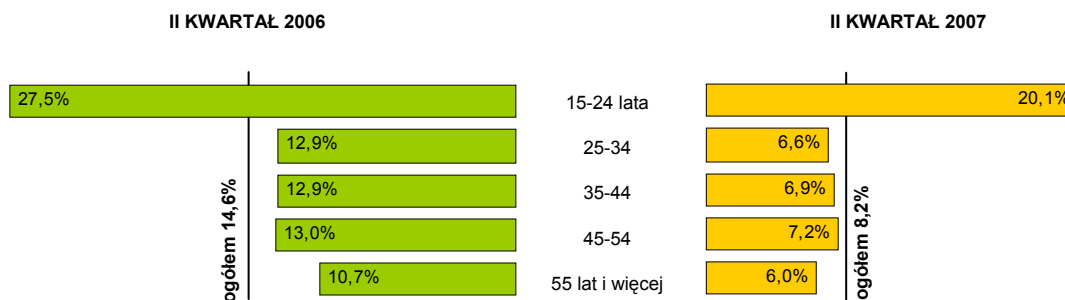 II KWARTAŁ 2006
II KWARTAŁ 2007
27,5%
15-24 lata
20,1%
12,9%
25-34
6,6%
12,9%
35-44
6,9%
13,0%
45-54
7,2%
10,7%
55 lat i więcej
6,0%
ogółem 14,6%
ogółem 8,2%